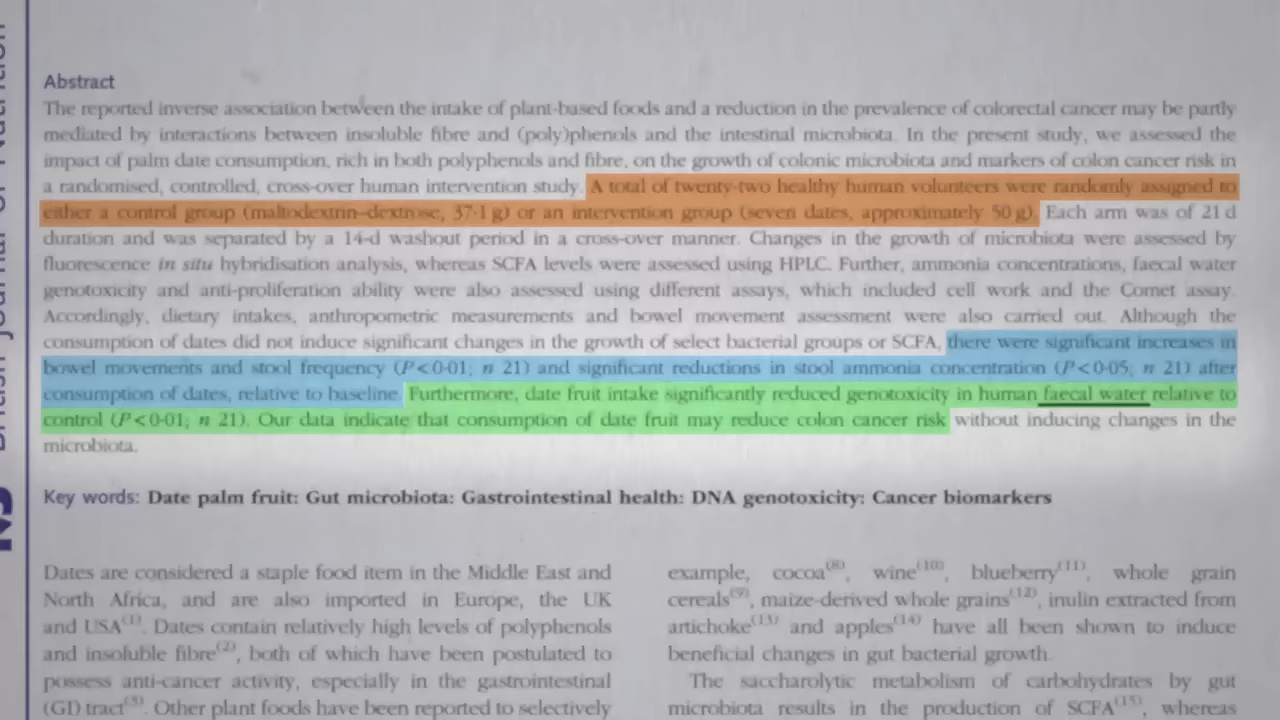 British Journal of Nutrition
Abstract
The reported inverse association between the intake of plant-based foods and a reduction in the prevalence of colorectal cancer may be partly
mediated by interactions between insoluble fibre and (poly)phenols and the intestinal microbiota. In the present study, we assessed the
impact of palm date consumption, rich in both polyphenols and fibre, on the growth of colonic microbiota and markers of colon cancer risk in
a randomised, controlled, cross-over human intervention study. A total of twenty-two healthy human volunteers were randomly assigned to
either a control group (maltodextrin–dextrose, 37·1 g) or an intervention group (seven dates, approximately 50 g). Each arm was of 21 d
duration and was separated by a 14-d washout period in a cross-over manner. Changes in the growth of microbiota were assessed by
fluorescence in situ hybridisation analysis, whereas SCFA levels were assessed using HPLC. Further, ammonia concentrations, faecal water
genotoxicity and anti-proliferation ability were also assessed using different assays, which included cell work and the Comet assay.
Accordingly, dietary intakes, anthropometric measurements and bowel movement assessment were also carried out. Although the
consumption of dates did not induce significant changes in the growth of select bacterial groups or SCFA, there were significant increases in
bowel movements and stool frequency (P<0·01; n 21) and significant reductions in stool ammonia concentration (P<0·05; n 21) after
consumption of dates, relative to baseline. Furthermore, date fruit intake significantly reduced genotoxicity in human faecal water relative to
control (P<0·01; n 21). Our data indicate that consumption of date fruit may reduce colon cancer risk without inducing changes in the
microbiota.
Key words: Date palm fruit: Gut microbiota: Gastrointestinal health: DNA genotoxicity: Cancer biomarkers
Dates are considered a staple food item in the Middle East and
North Africa, and are also imported in Europe, the UK
and USA(1). Dates contain relatively high levels of polyphenols
and insoluble fibre(2), both of which have been postulated to
possess anti-cancer activity, especially in the gastrointestinal
(GI) tract(3). Other plant foods have been reported to selectively
example, cocoa(8), wine(10), blueberry(11), whole grain
cereals(9), maize-derived whole grains(12), inulin extracted from
artichoke(13) and apples(14) have all been shown to induce
beneficial changes in gut bacterial growth.
The saccharolytic metabolism of carbohydrates by gut
microbiota results in the production of SCFA(15), whereas